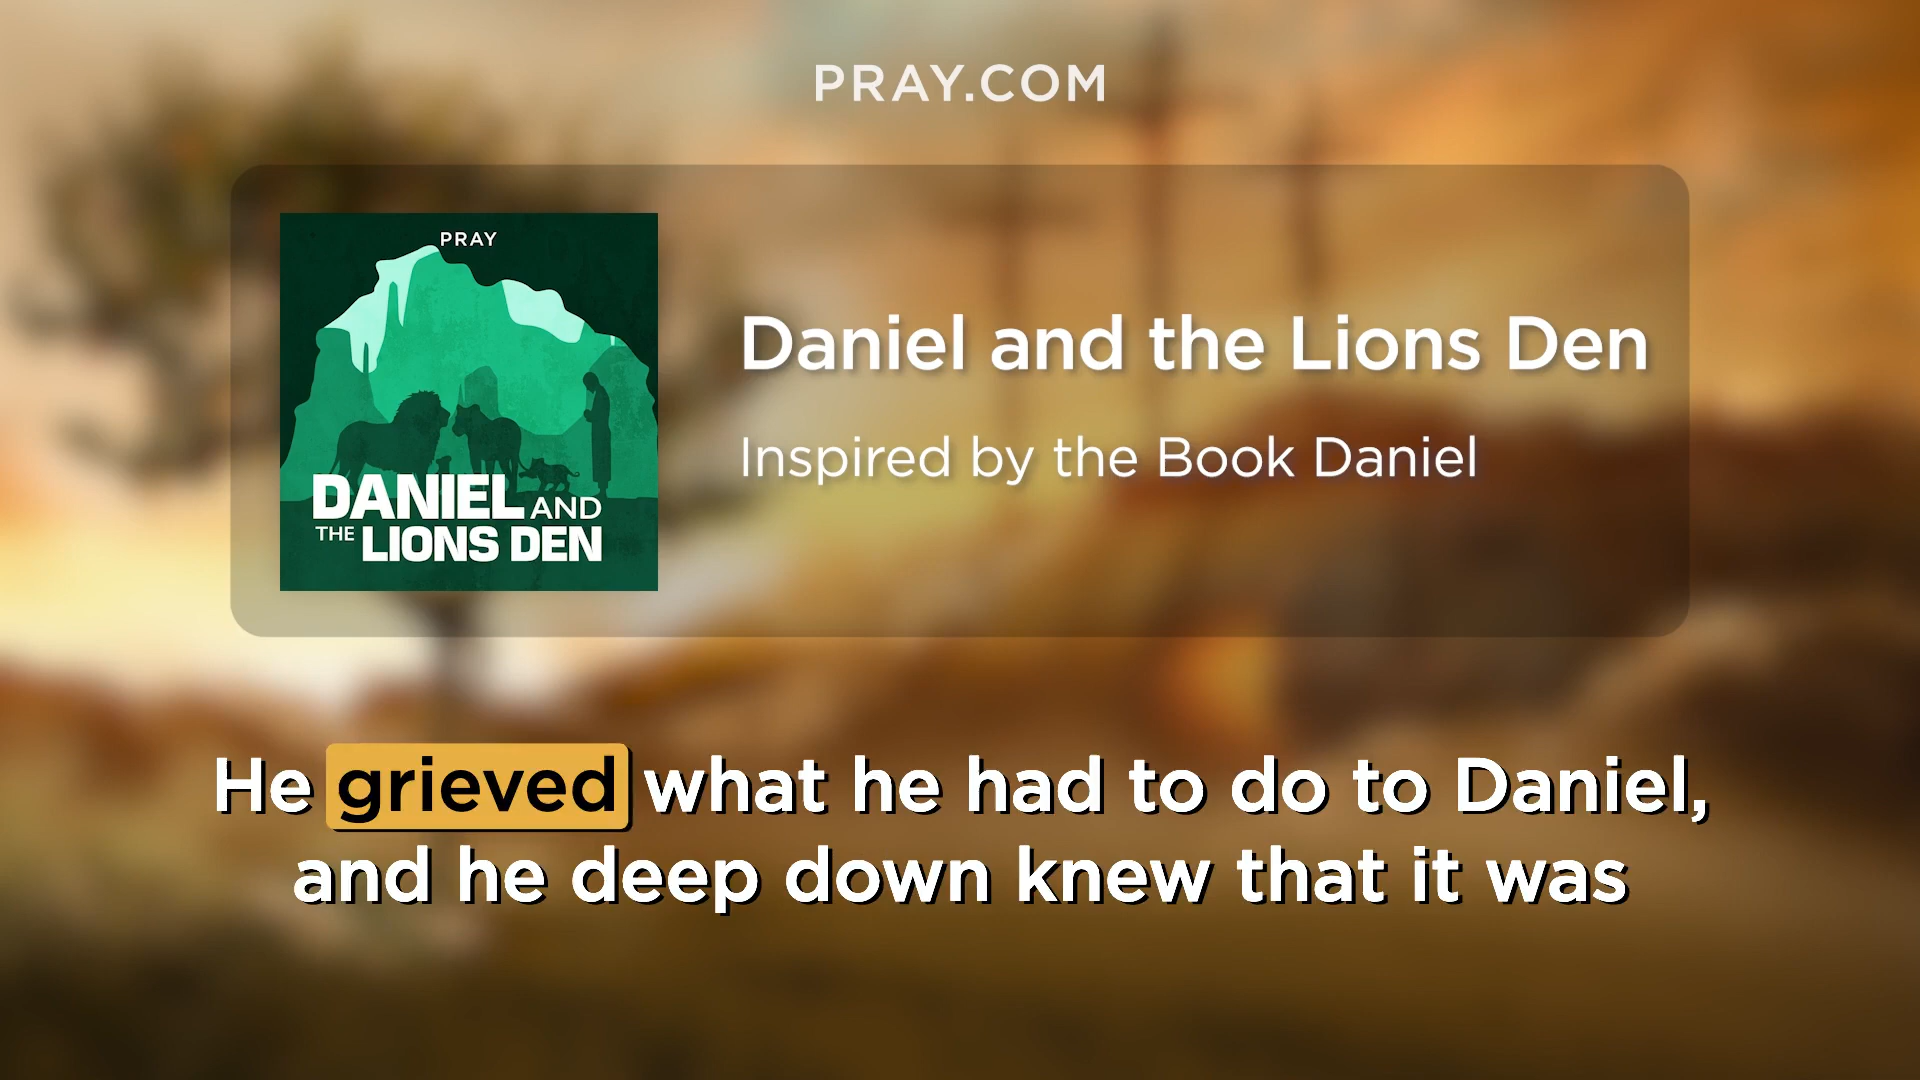 PRAY.COM
PRAY
DANIEL AND
THE LIONS DEN
Daniel and the Lions Den
Inspired by the Book Daniel
He grieved what he had to do to Daniel,
and he deep down knew that it was